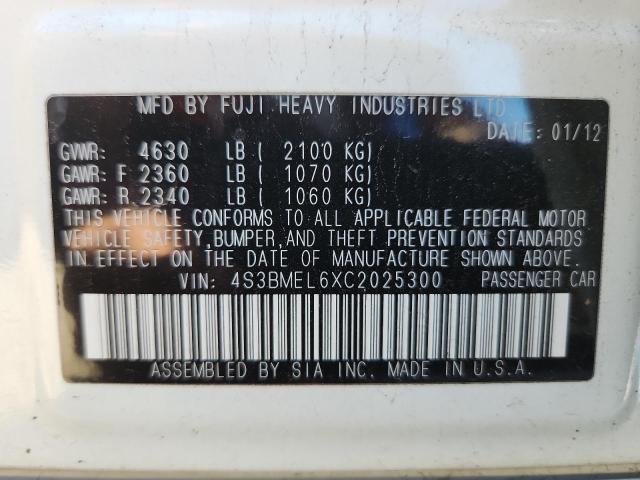 MFD BY FUJI HEAVY INDUSTRIES LTD
DATE: 01/12
GVWR: 4630 LB ( 2100 KG)
GAWR: F 2360 LB ( 1070 KG)
GAWR: R 2340 LB ( 1060 KG)
THIS VEHICLE CONFORMS TO ALL APPLICABLE FEDERAL MOTOR
VEHICLE SAFETY, BUMPER, AND THEFT PREVENTION STANDARDS
IN EFFECT ON THE DATE OF MANUFACTURE SHOWN ABOVE.
VIN: 4S3BMEL6XC2025300 PASSENGER CAR
ASSEMBLED BY SIA INC. MADE IN U.S.A.